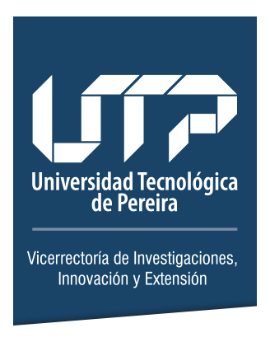 UTP
Universidad Tecnológica
de Pereira
Vicerrectoría de Investigaciones,
Innovación y Extensión